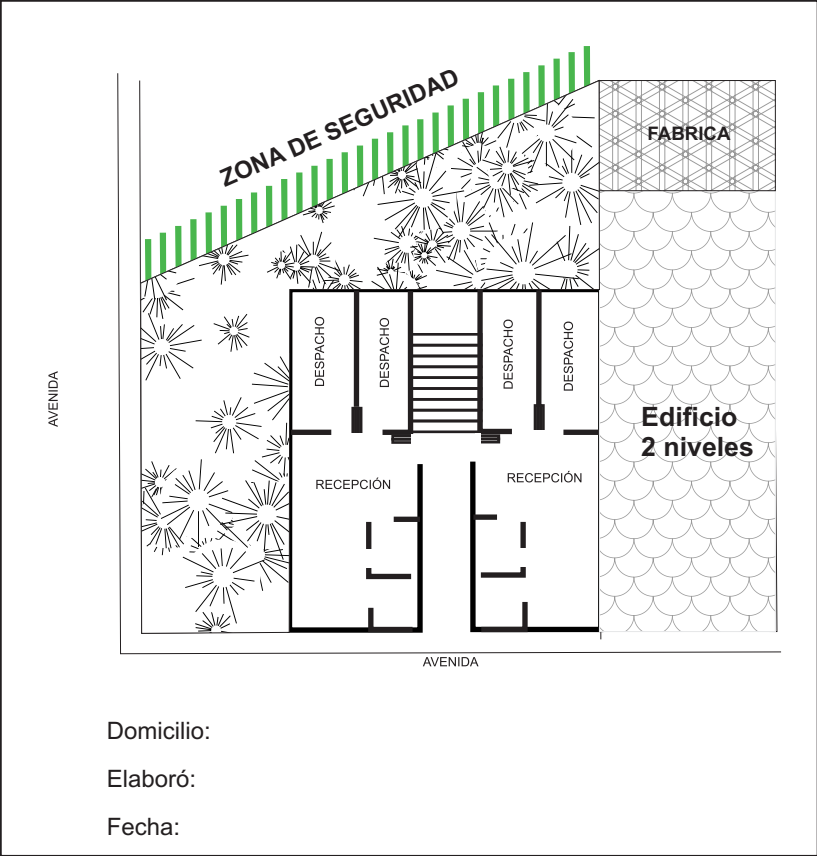 ZONA DE SEGURIDAD
FABRICA
DESPACHO
DESPACHO
DESPACHO
DESPACHO
AVENIDA
Edificio
2 niveles
RECEPCIÓN
RECEPCIÓN
AVENIDA
Domicilio:
Elaboró:
Fecha: